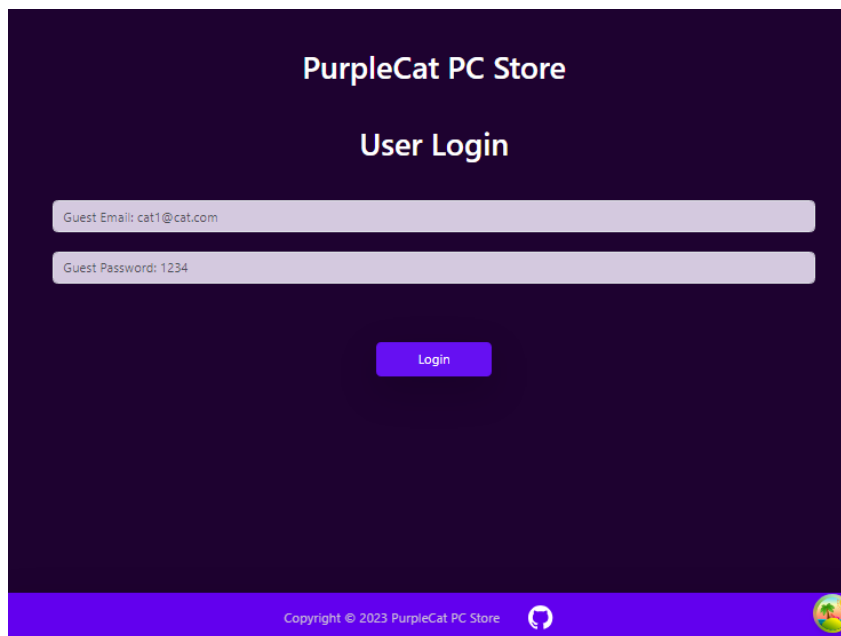 PurpleCat PC Store
User Login
Guest Email: cat1@cat.com
Guest Password: 1234
Login
Copyright © 2023 PurpleCat PC Store